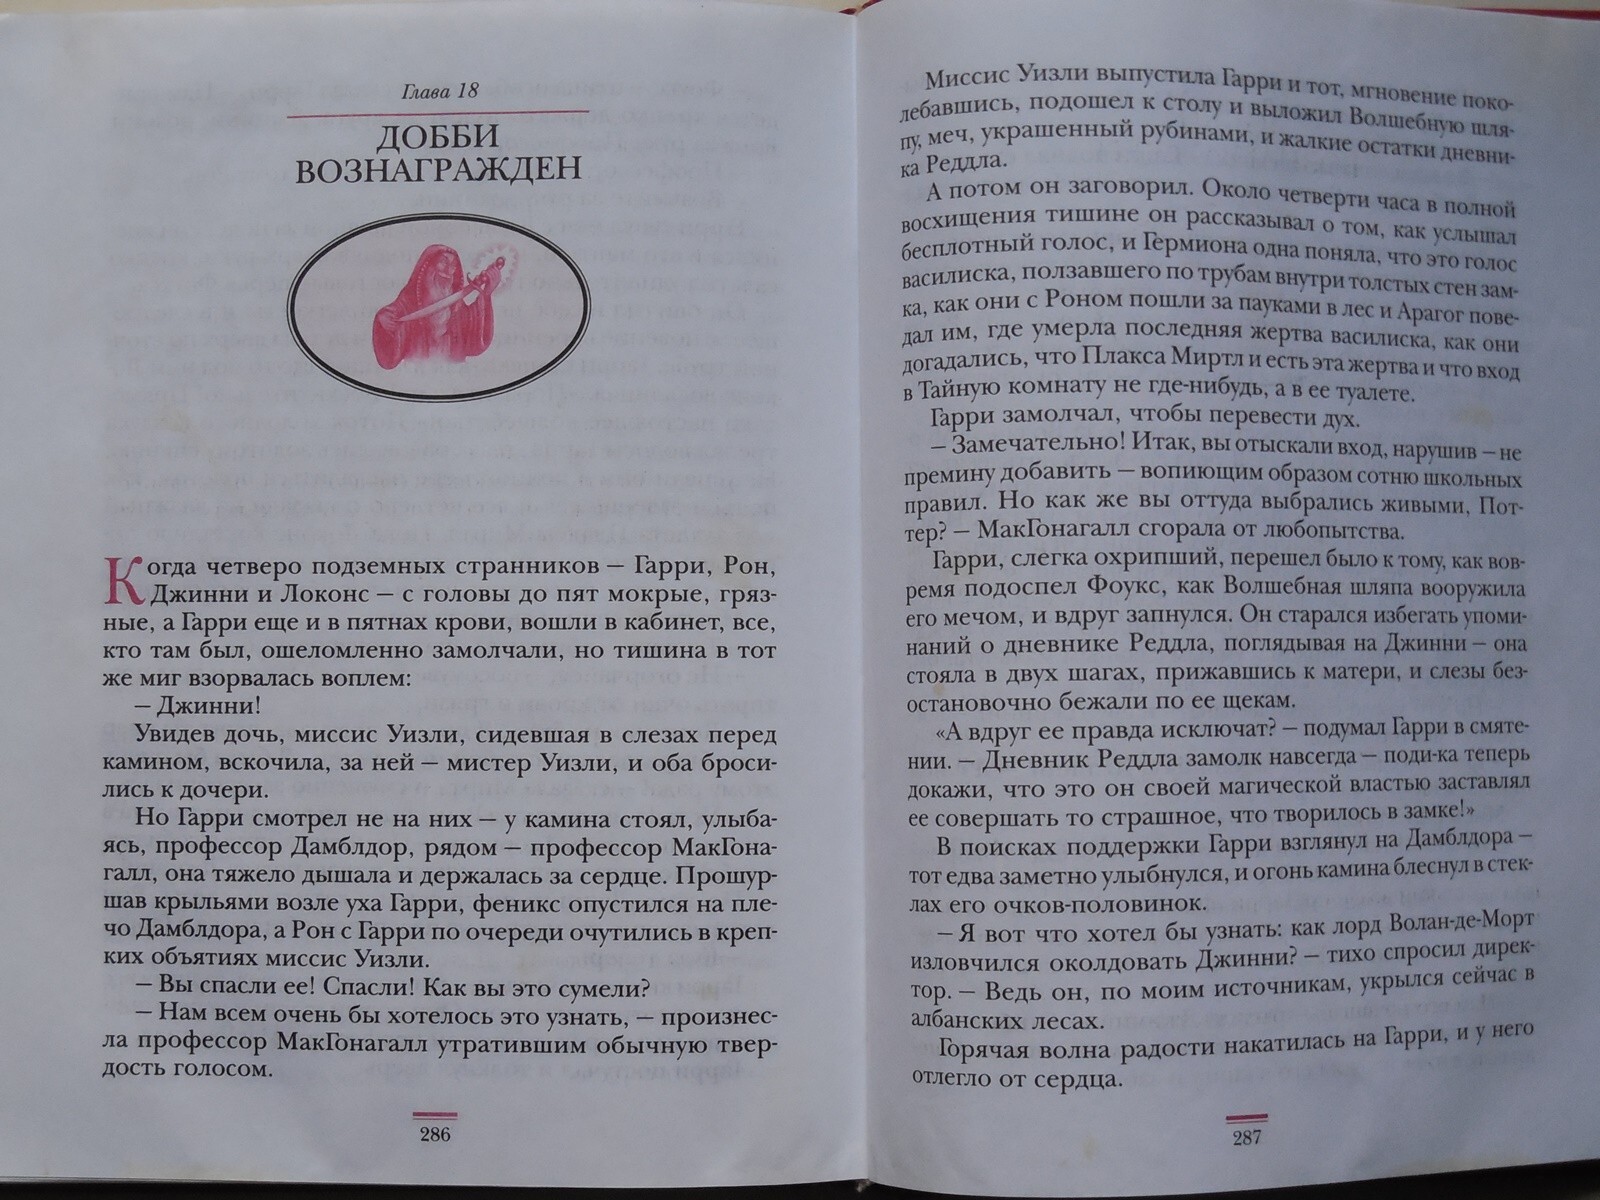 Глава 18
ДОББИ
ВОЗНАГРАЖДЕН
Когда четверо подземных странников – Гарри, Рон,
Джинни и Локонс – с головы до пят мокрые, гряз-
ные, а Гарри еще и в пятнах крови, вошли в кабинет, все,
кто там был, ошеломленно замолчали, но тишина в тот
же миг взорвалась воплем:
– Джинни!
Увидев дочь, миссис Уизли, сидевшая в слезах перед
камином, вскочила, за ней – мистер Уизли, и оба броси-
лись к дочери.
Но Гарри смотрел не на них – у камина стоял, улыба-
ясь, профессор Дамблдор, рядом – профессор МакГона-
галл, она тяжело дышала и держалась за сердце. Прошур-
шав крыльями возле уха Гарри, феникс опустился на пле-
чо Дамблдора, а Рон с Гарри по очереди очутились в креп-
ких объятиях миссис Уизли.
– Вы спасли ее! Спасли! Как вы это сумели?
– Нам всем очень бы хотелось это узнать, – произнес-
ла профессор МакГонагалл утратившим обычную твер-
дость голосом.
286
Миссис Уизли выпустила Гарри и тот, мгновение поко-
лебавшись, подошел к столу и выложил Волшебную шля-
пу, меч, украшенный рубинами, и жалкие остатки дневни-
ка Реддла.
А потом он заговорил. Около четверти часа в полной
восхищения тишине он рассказывал о том, как услышал
бесплотный голос, и Гермиона одна поняла, что это голос
василиска, ползавшего по трубам внутри толстых стен зам-
ка, как они с Роном пошли за пауками в лес и Арагог пове-
дал им, где умерла последняя жертва василиска, как они
догадались, что Плакса Миртл и есть эта жертва и что вход
в Тайную комнату не где-нибудь, а в ее туалете.
Гарри замолчал, чтобы перевести дух.
– Замечательно! Итак, вы отыскали вход, нарушив – не
премину добавить – вопиющим образом сотню школьных
правил. Но как же вы оттуда выбрались живыми, Пот-
тер? – МакГонагалл сгорала от любопытства.
Гарри, слегка охрипший, перешел было к тому, как вов-
ремя подоспел Фоукс, как Волшебная шляпа вооружила
его мечом, и вдруг запнулся. Он старался избегать упоми-
наний о дневнике Реддла, поглядывая на Джинни – она
стояла в двух шагах, прижавшись к матери, и слезы без-
остановочно бежали по ее щекам.
«А вдруг ее правда исключат? – подумал Гарри в смяте-
нии. – Дневник Реддла замолк навсегда – поди-ка теперь
докажи, что это он своей магической властью заставлял
ее совершать то страшное, что творилось в замке!»
В поисках поддержки Гарри взглянул на Дамблдора –
тот едва заметно улыбнулся, и огонь камина блеснул в стек-
лах его очков-половинок.
– Я вот что хотел бы узнать: как лорд Волан-де-Морт
изловчился околдовать Джинни? – тихо спросил дирек-
тор. – Ведь он, по моим источникам, укрылся сейчас в
албанских лесах.
Горячая волна радости накатилась на Гарри, и у него
отлегло от сердца.
287